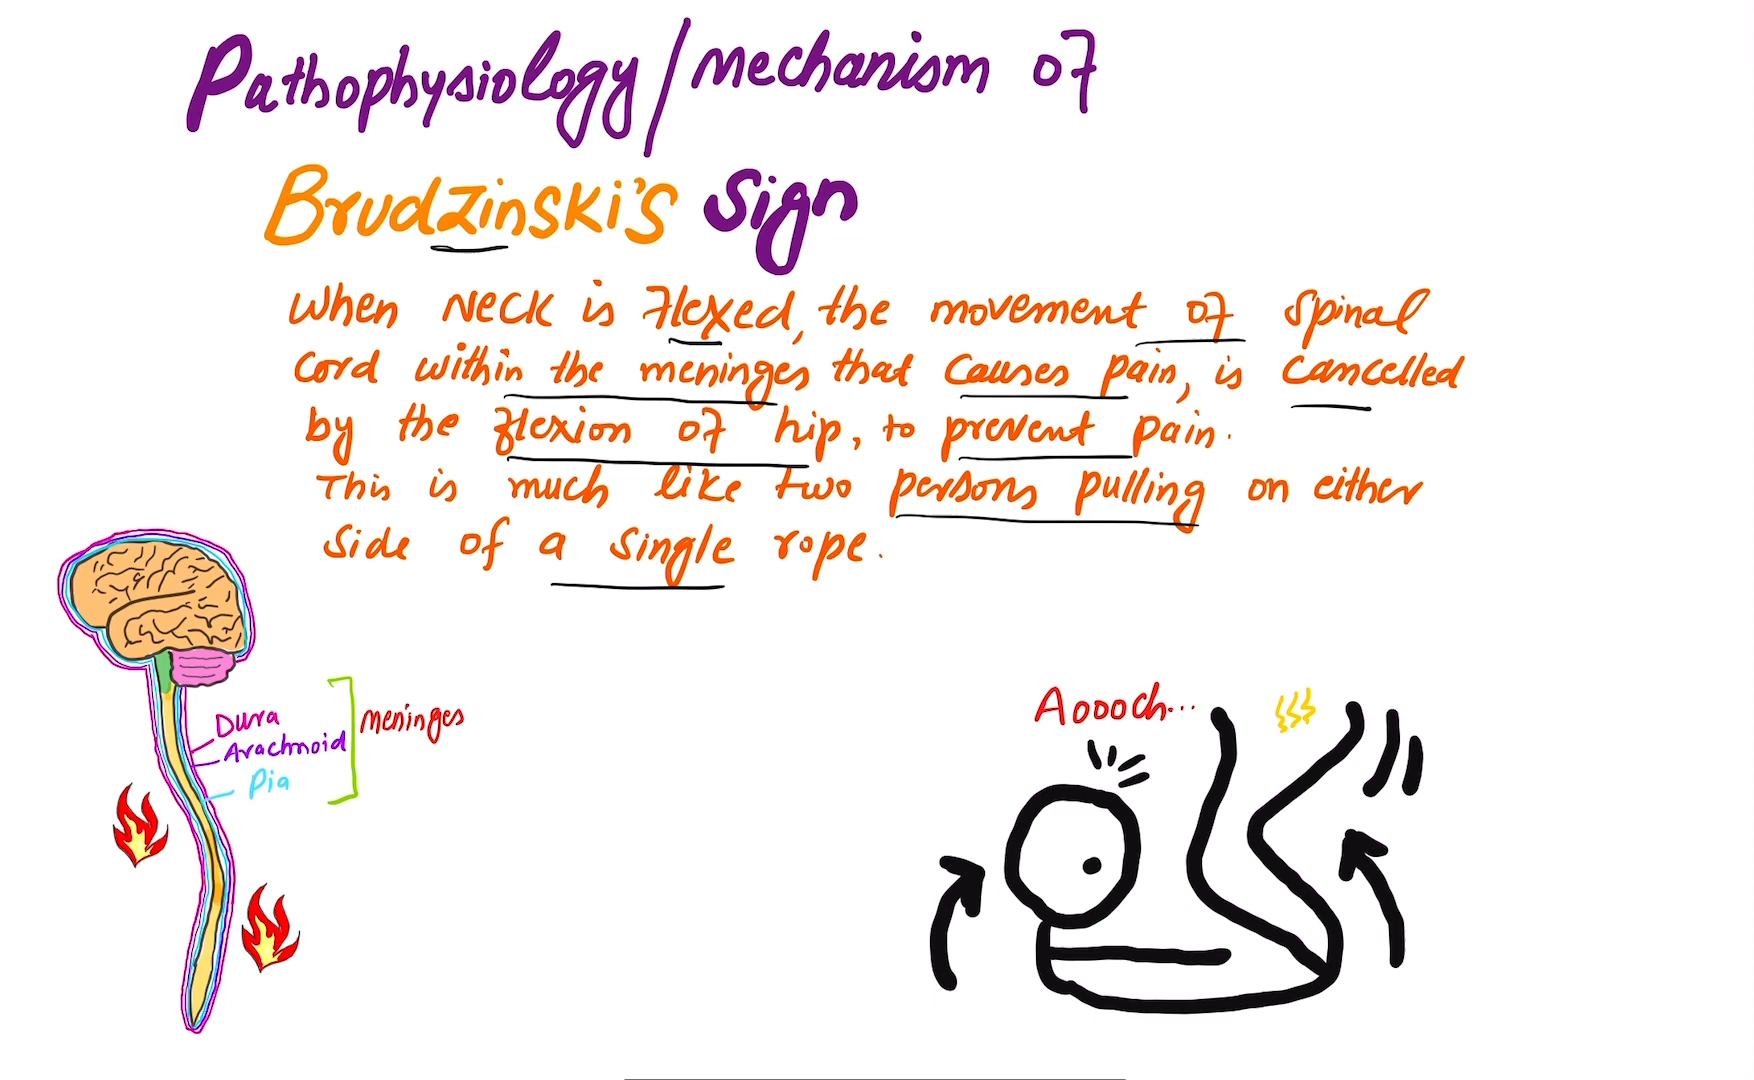 Pathophysiology/mechanism of
Brudzinski's Sign
When Neck is flexed, the movement of spinal
cord within the meninges that causes pain, is cancelled
by the flexion of hip, to prevent pain.
This is much like two persons pulling on either
side of a single rope.
Dura
Arachnoid
Pia
Meninges
Aoooch...